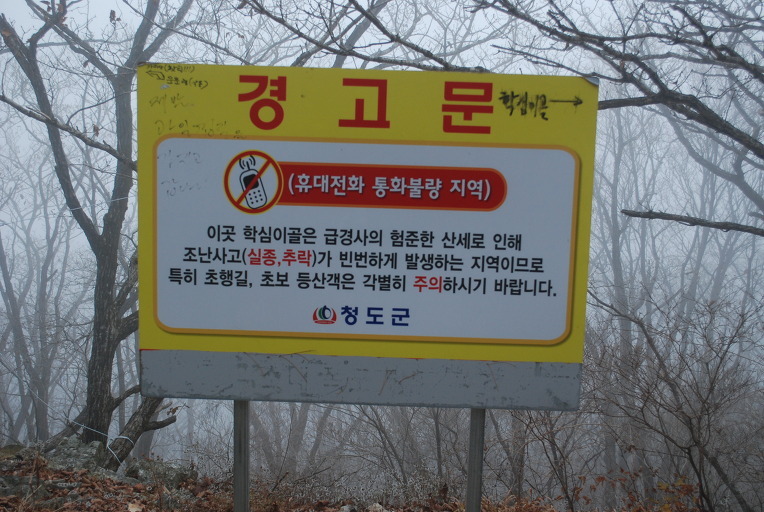 경고문
학심이골 →
(휴대전화 통화불량 지역)
이곳 학심이골은 급경사의 험준한 산세로 인해
조난사고(실종,추락)가 빈번하게 발생하는 지역이므로
특히 초행길, 초보 등산객은 각별히 주의하시기 바랍니다.
청도군